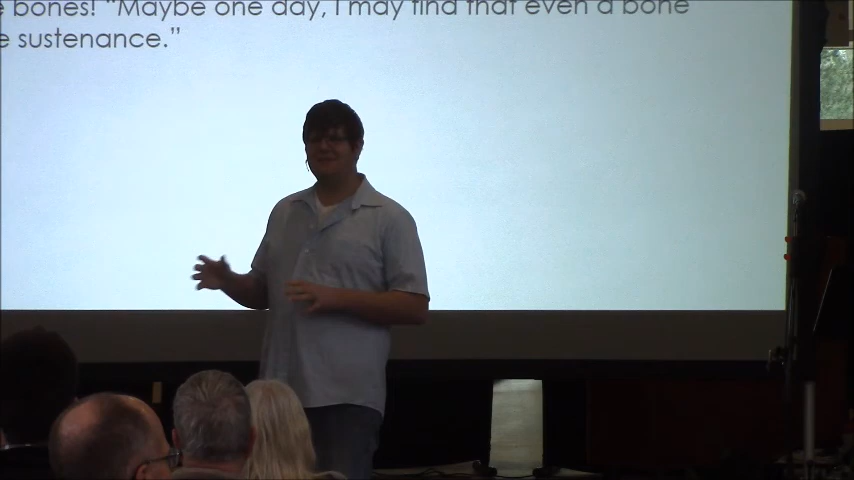 bones! "Maybe one day, I may find that even a bone
sustenance."